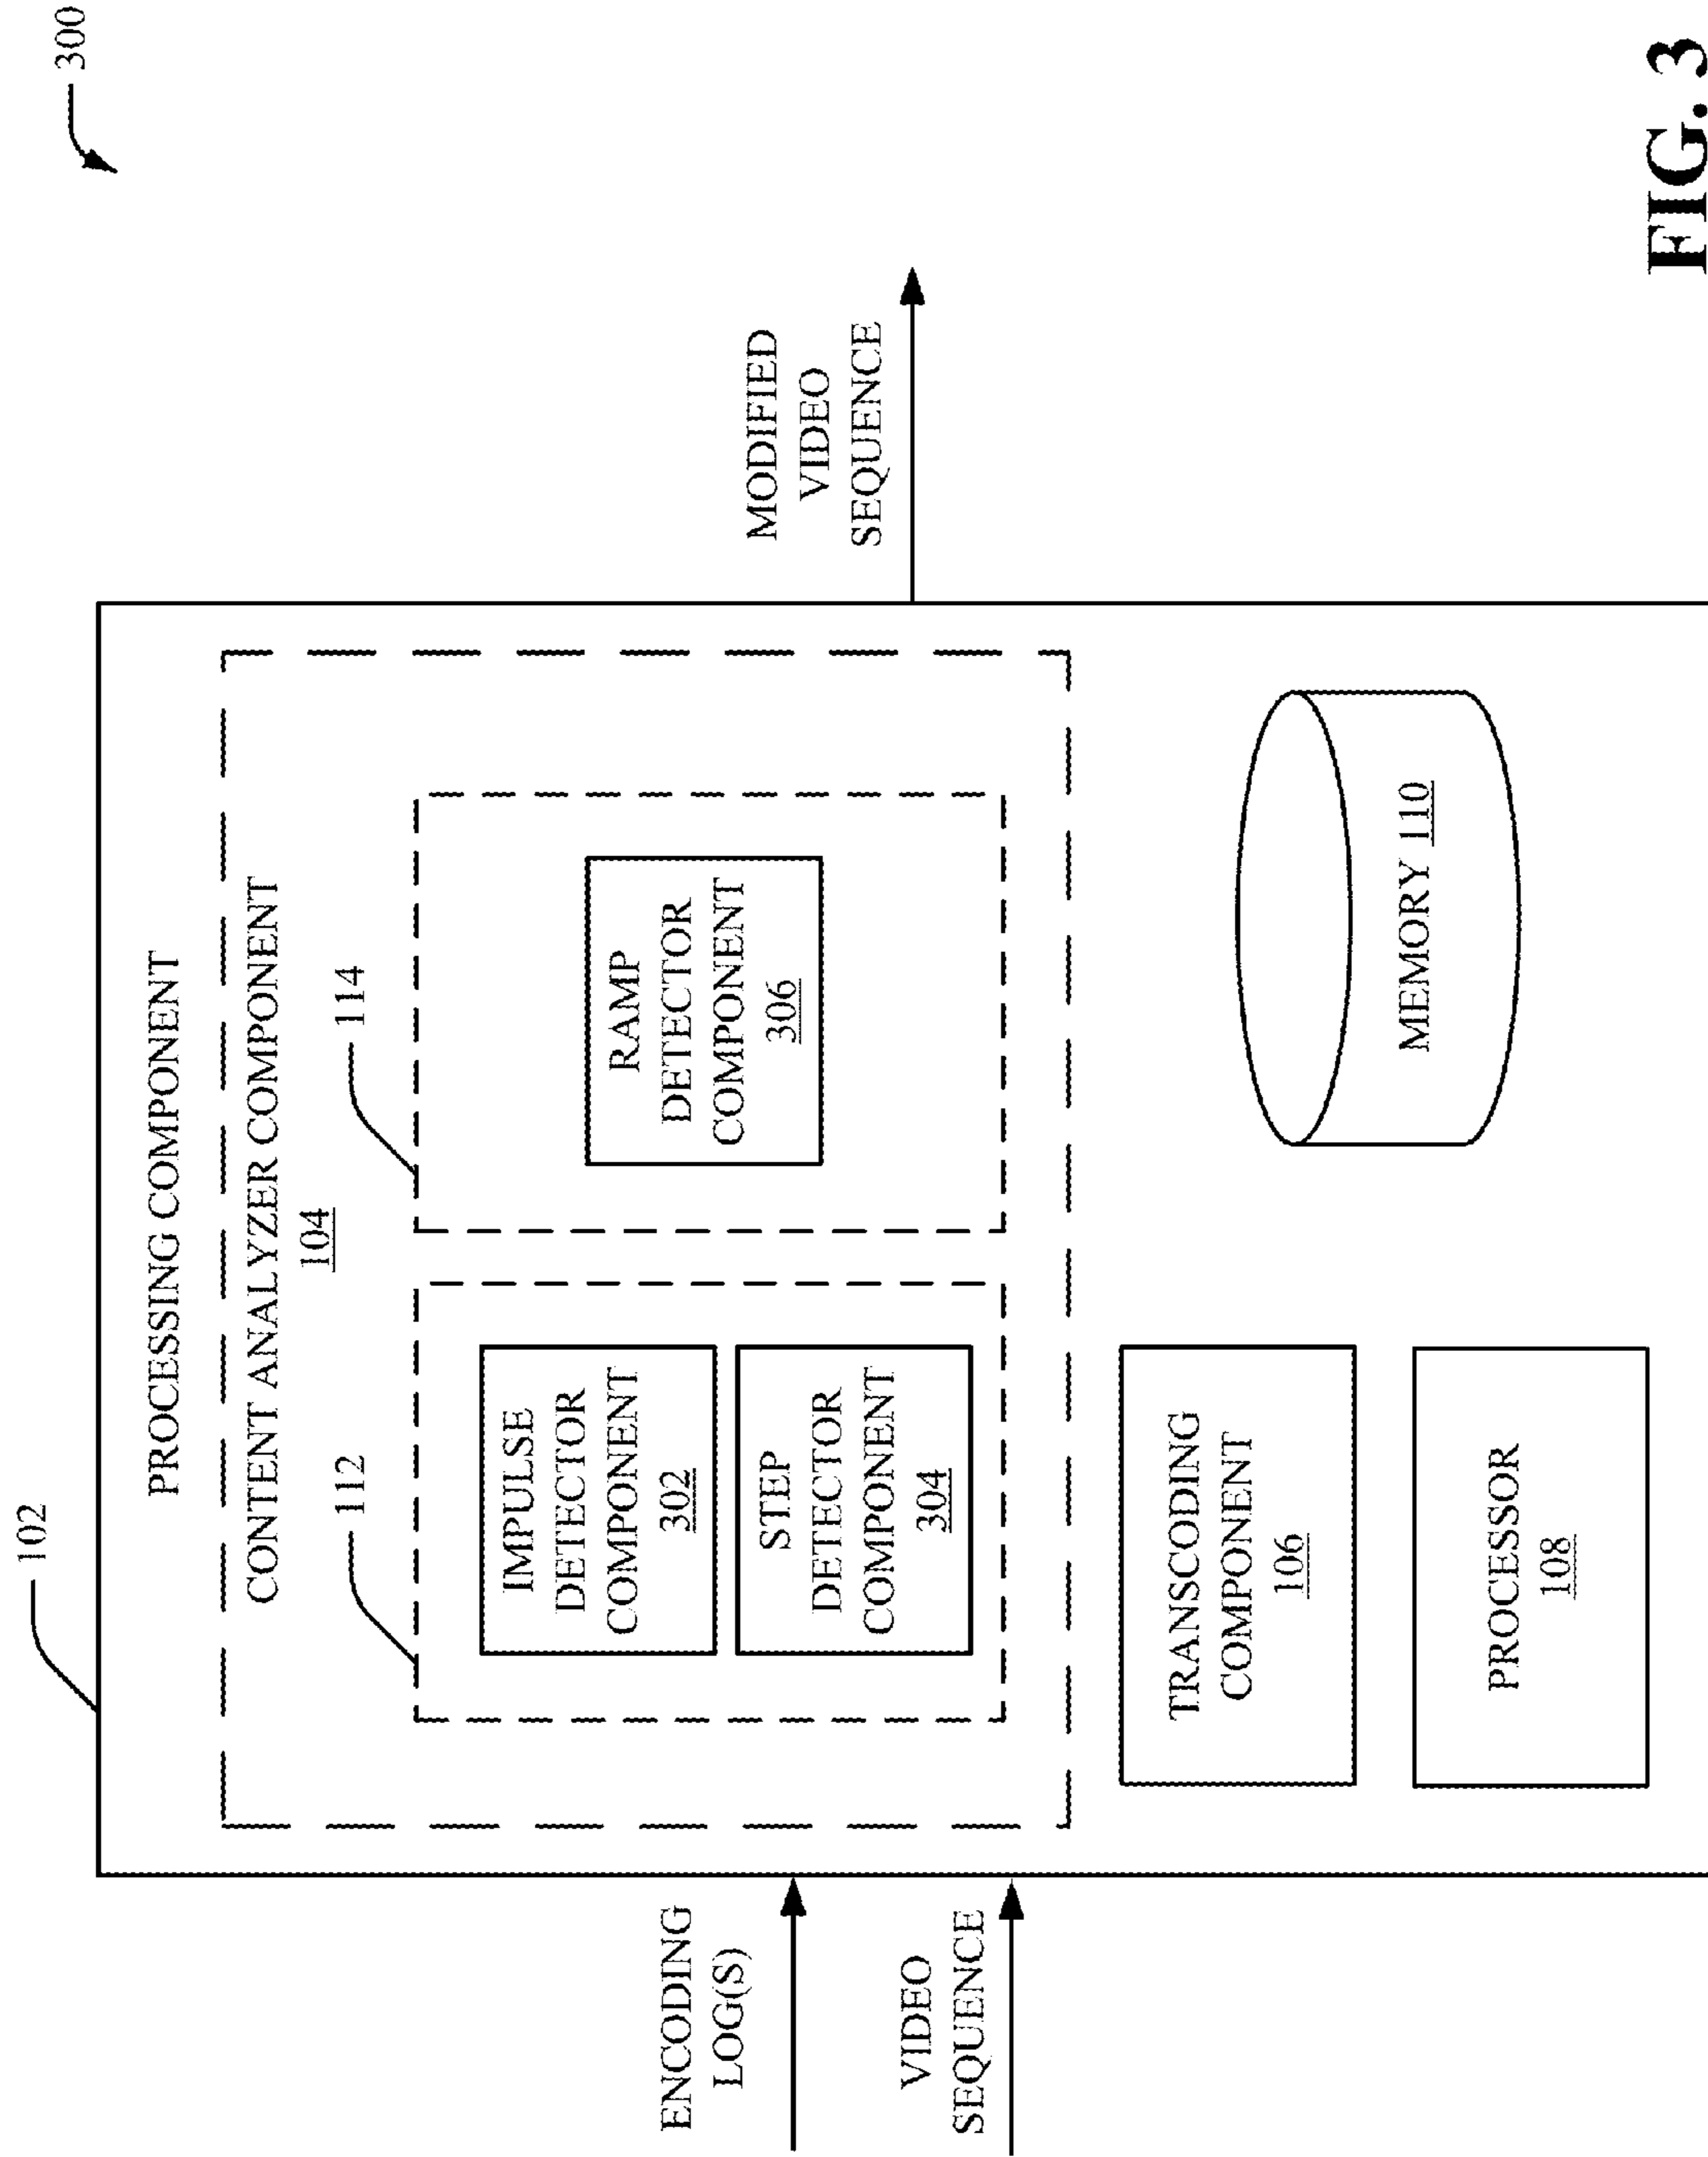 300
102
PROCESSING COMPONENT
CONTENT ANALYZER COMPONENT
104
112
114
IMPULSE
DETECTOR
COMPONENT
302
STEP
DETECTOR
COMPONENT
304
RAMP
DETECTOR
COMPONENT
306
ENCODING
LOG(S)
VIDEO
SEQUENCE
MODIFIED
VIDEO
SEQUENCE
TRANSCODING
COMPONENT
106
PROCESSOR
108
MEMORY 110
FIG. 3